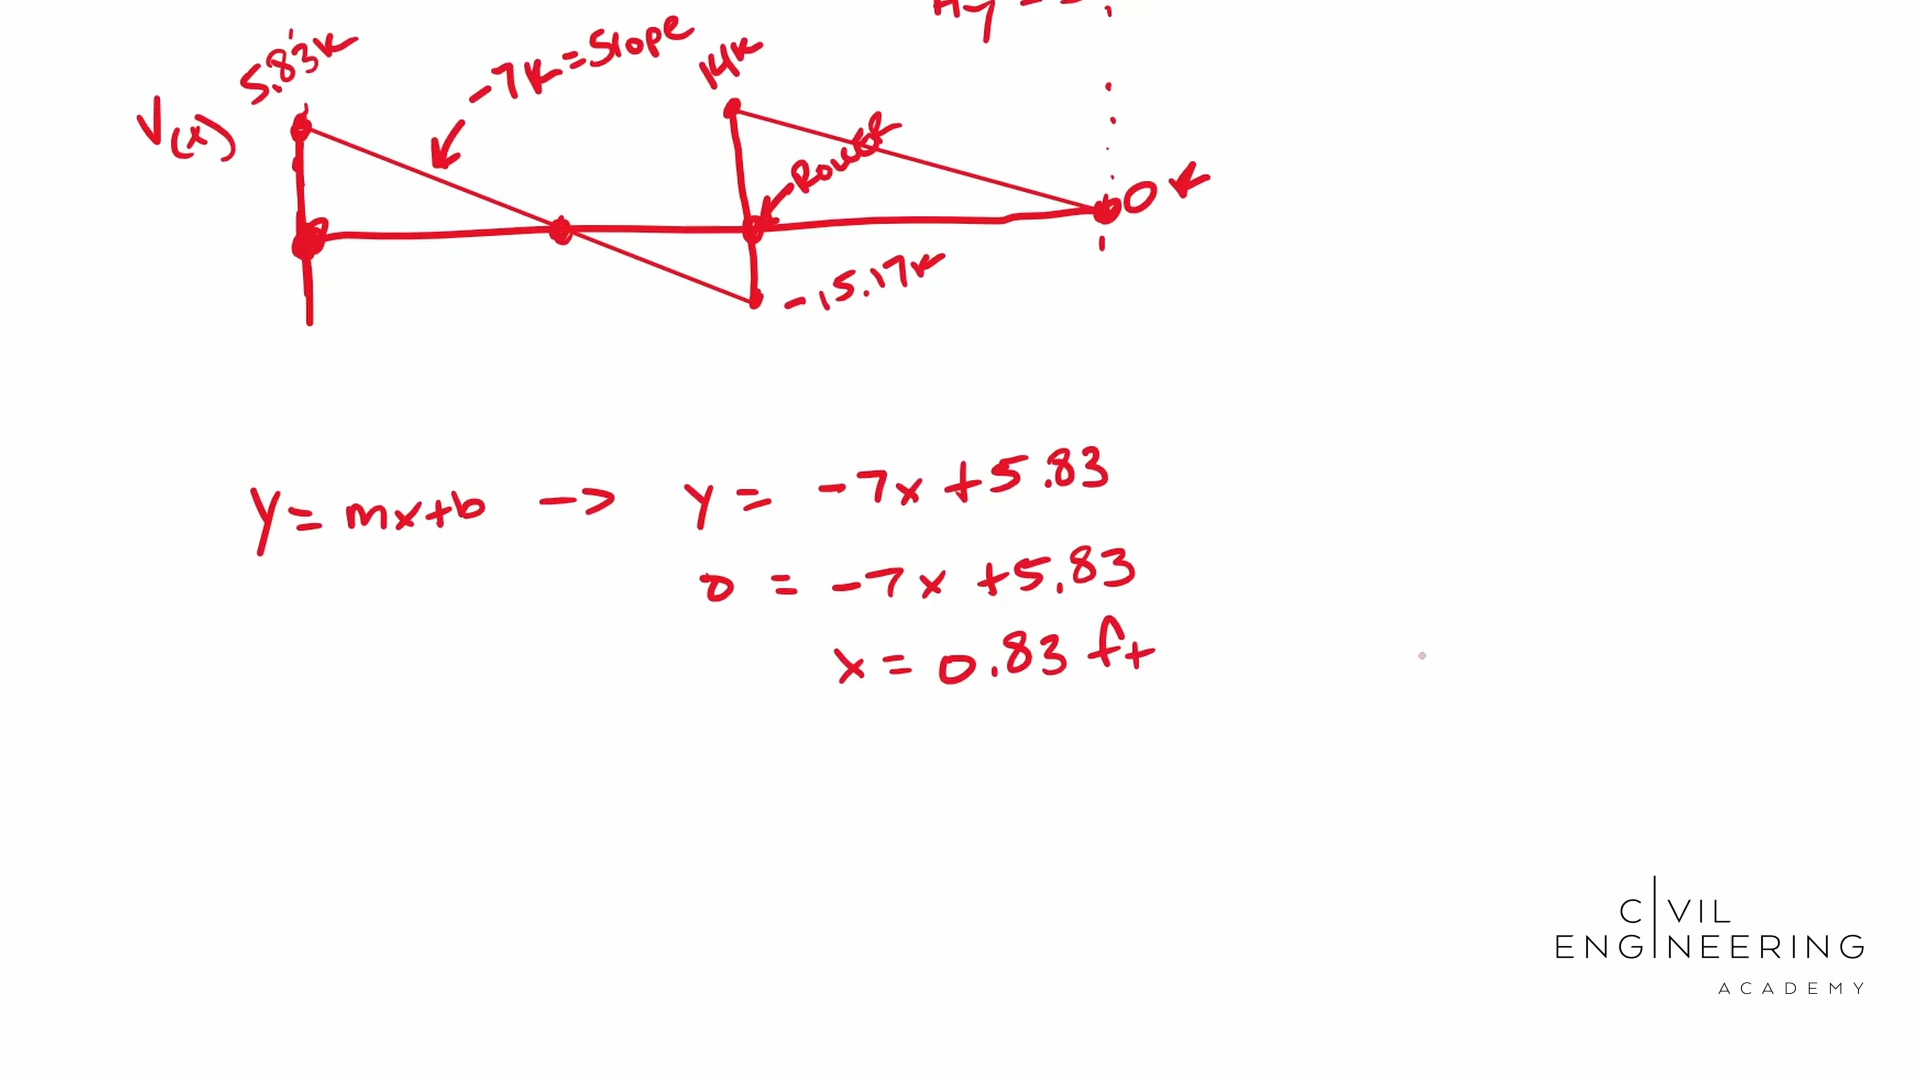 5.83k
-7k=Slope
14k
V(x)
Rouller
0k
-15.17k
y = mx+b -> y = -7x +5.83
0 = -7x +5.83
x = 0.83 ft
CIVIL
ENGINEERING
ACADEMY